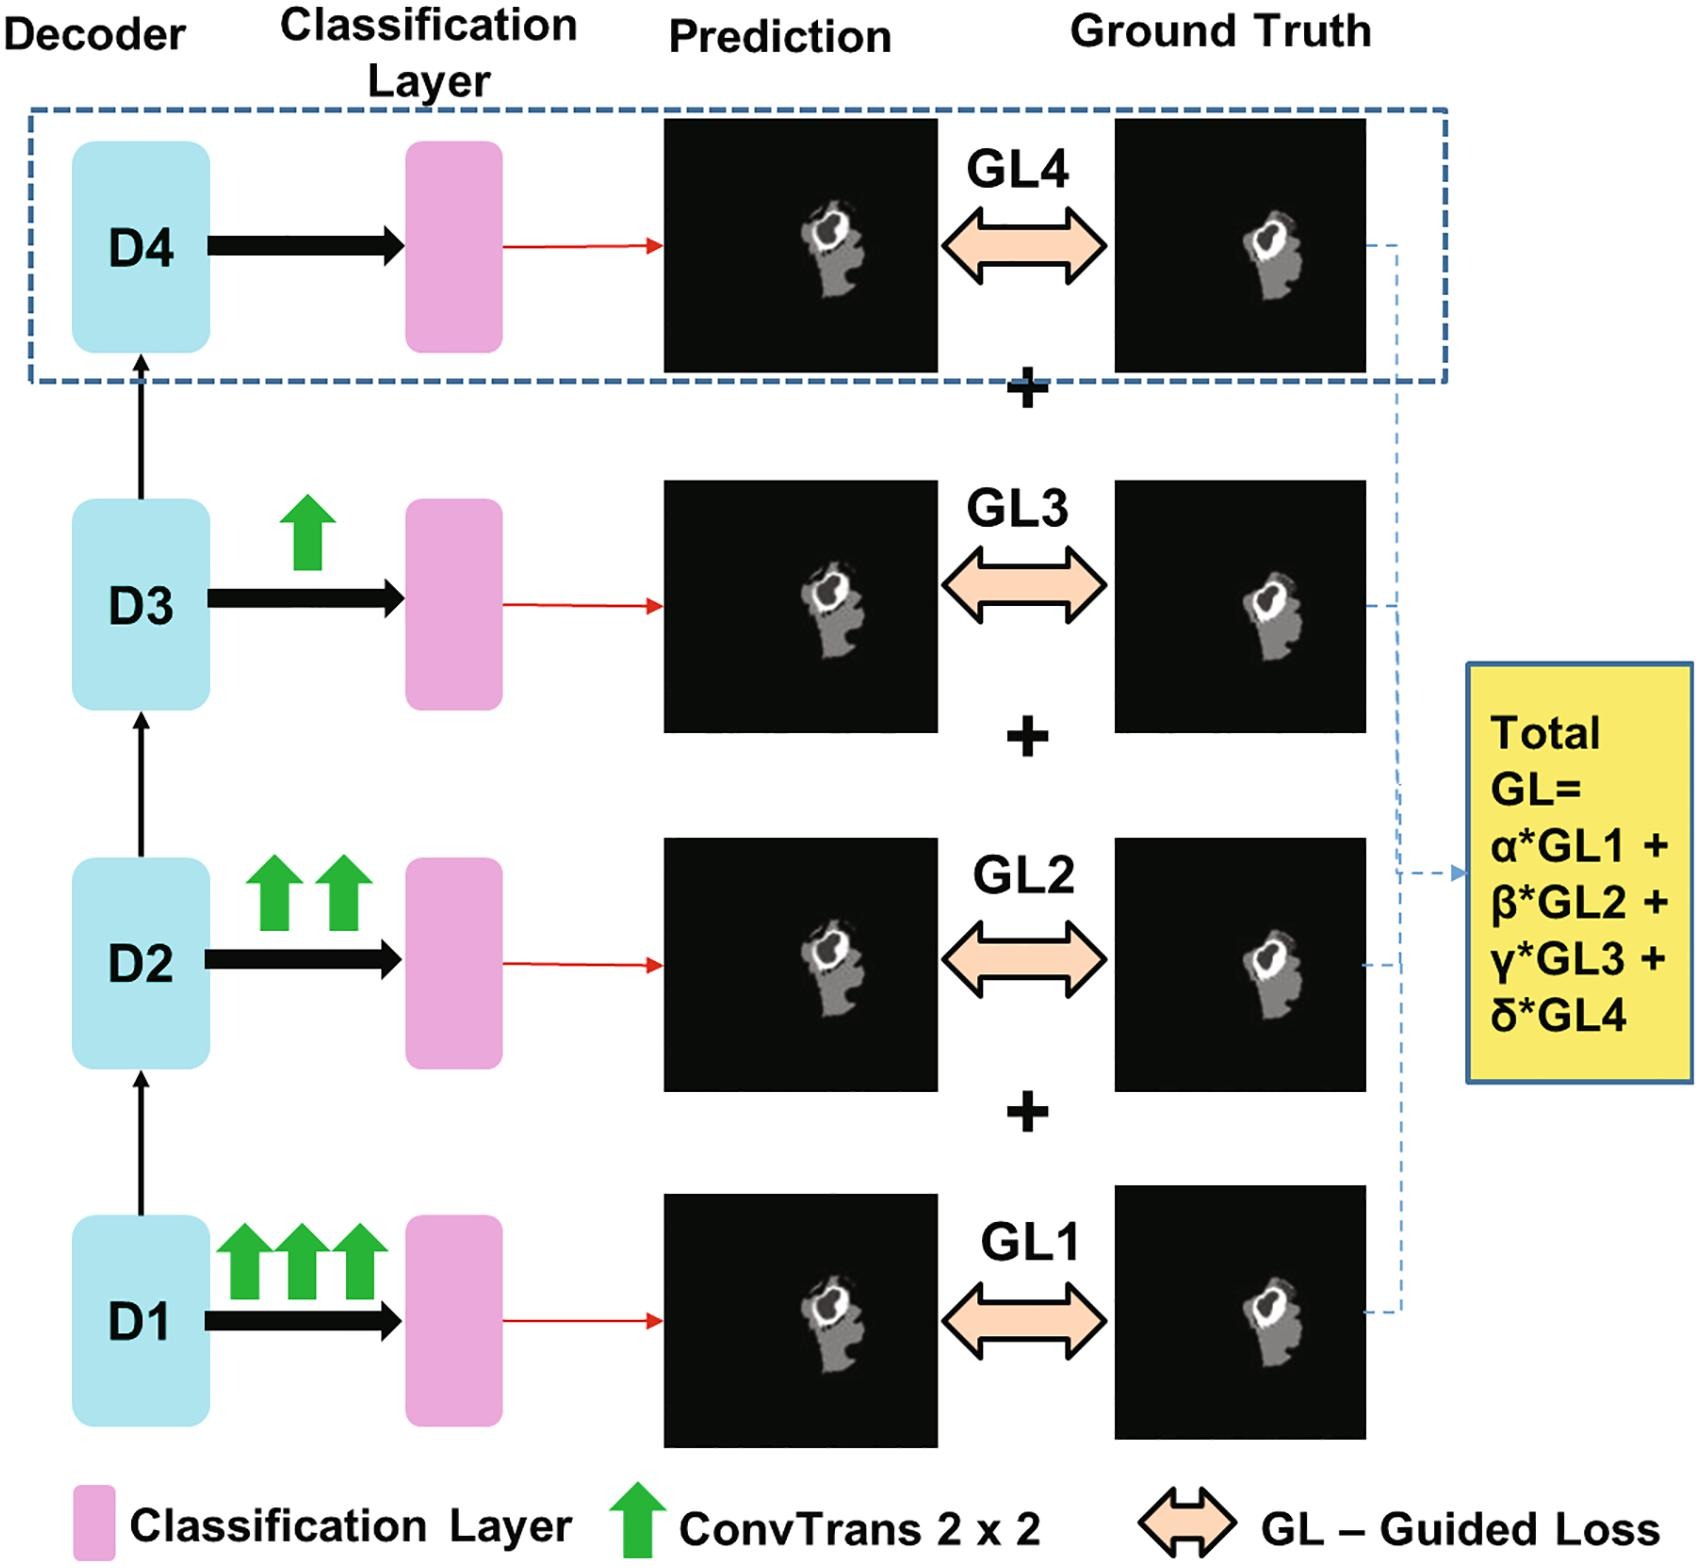 Decoder
Classification
Layer
Prediction
Ground Truth
D4
GL4
+
D3
GL3
+
D2
GL2
+
D1
GL1
Total
GL=
α*GL1 +
β*GL2 +
γ*GL3 +
δ*GL4
Classification Layer
ConvTrans 2 x 2
GL – Guided Loss